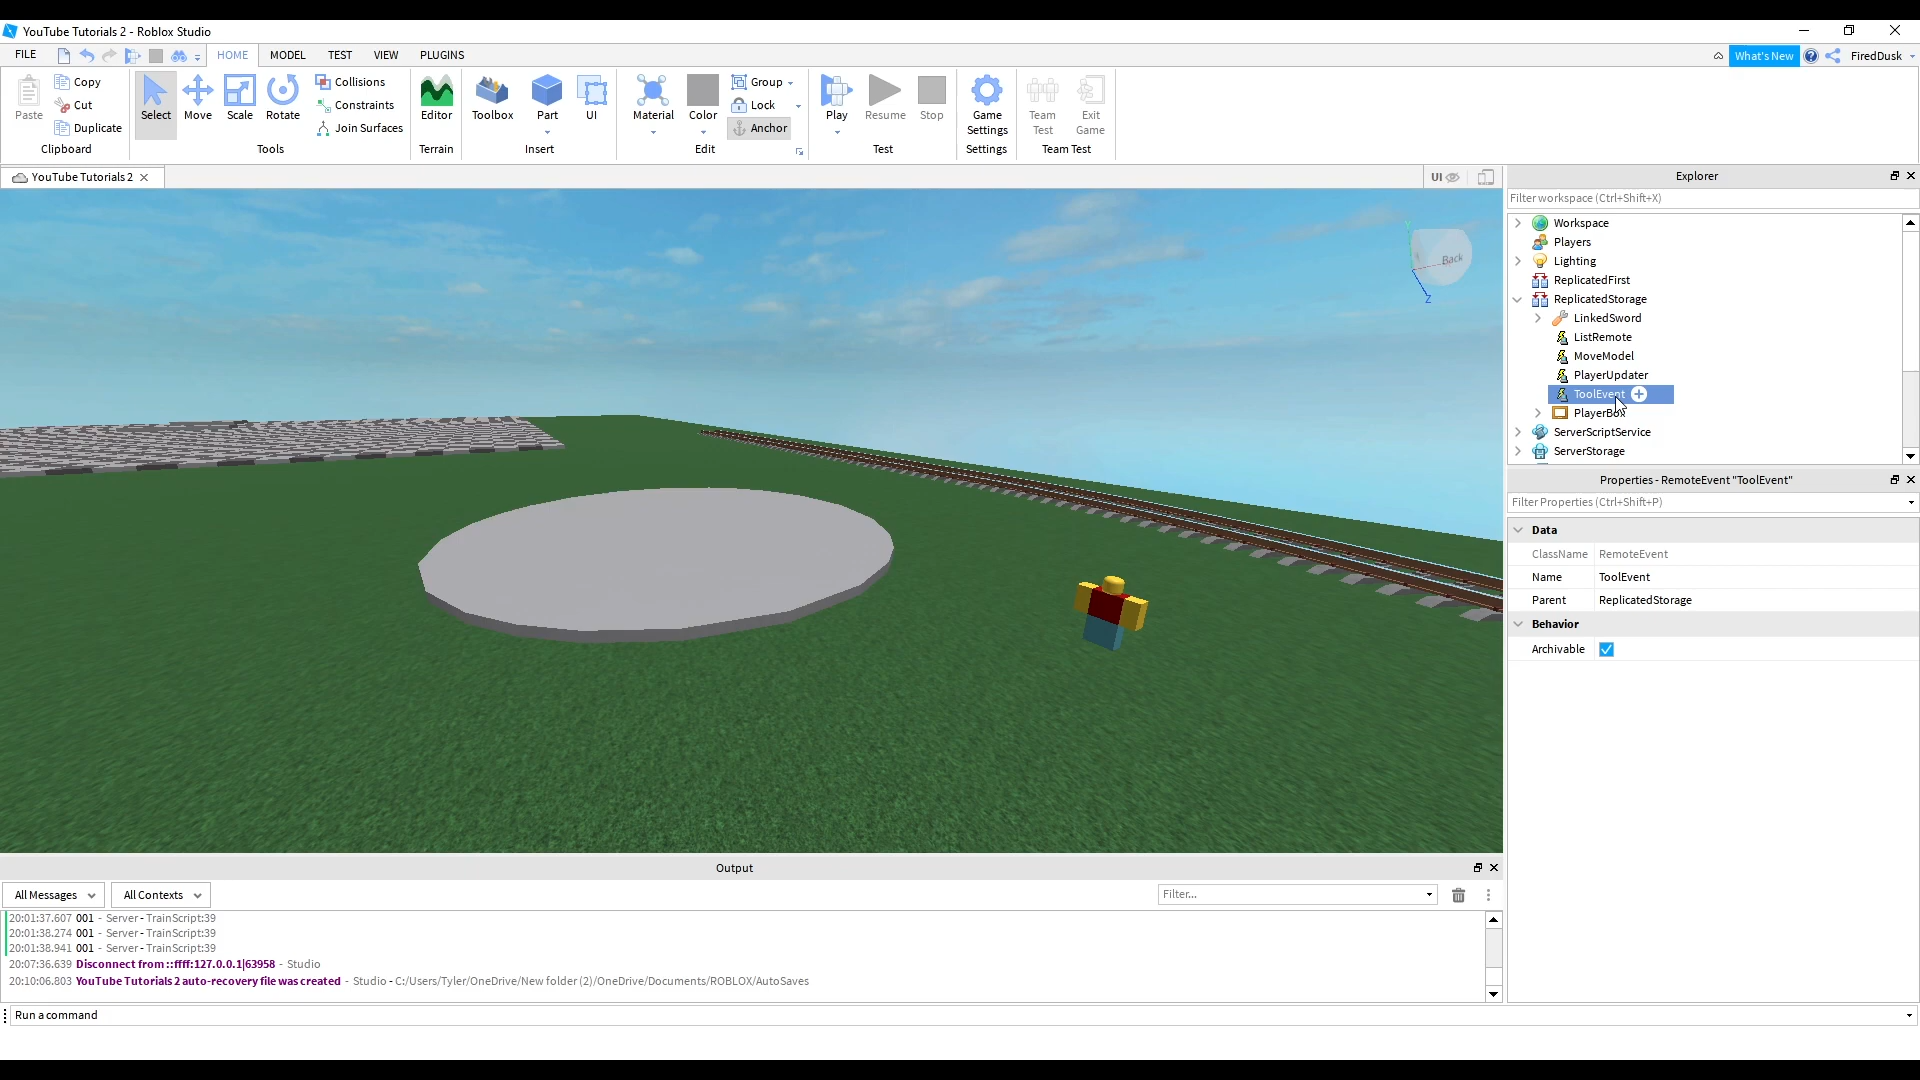 YouTube Tutorials 2 - Roblox Studio
FILE HOME MODEL TEST VIEW PLUGINS What's New FiredDusk
Paste Copy Cut Duplicate
Clipboard
Select Move Scale Rotate Collisions Constraints Join Surfaces
Tools
Editor
Terrain
Toolbox Part UI
Insert
Material Color Group Lock Anchor
Edit
Play Resume Stop
Test
Game Settings
Settings
Team Test Exit Game
Team Test
YouTube Tutorials 2
UI
Back
Z
Explorer
Filter workspace (Ctrl+Shift+X)
Workspace
Players
Lighting
ReplicatedFirst
ReplicatedStorage
LinkedSword
ListRemote
MoveModel
PlayerUpdater
ToolEvent
PlayerBox
ServerScriptService
ServerStorage
Properties - RemoteEvent "ToolEvent"
Filter Properties (Ctrl+Shift+P)
Data
ClassName RemoteEvent
Name ToolEvent
Parent ReplicatedStorage
Behavior
Archivable
Output
All Messages All Contexts Filter...
20:01:37.607 001 - Server - TrainScript:39
20:01:38.274 001 - Server - TrainScript:39
20:01:38.941 001 - Server - TrainScript:39
20:07:36.639 Disconnect from ::ffff:127.0.0.1|63958 - Studio
20:10:06.803 YouTube Tutorials 2 auto-recovery file was created - Studio - C:/Users/Tyler/OneDrive/New folder (2)/OneDrive/Documents/ROBLOX/AutoSaves
Run a command